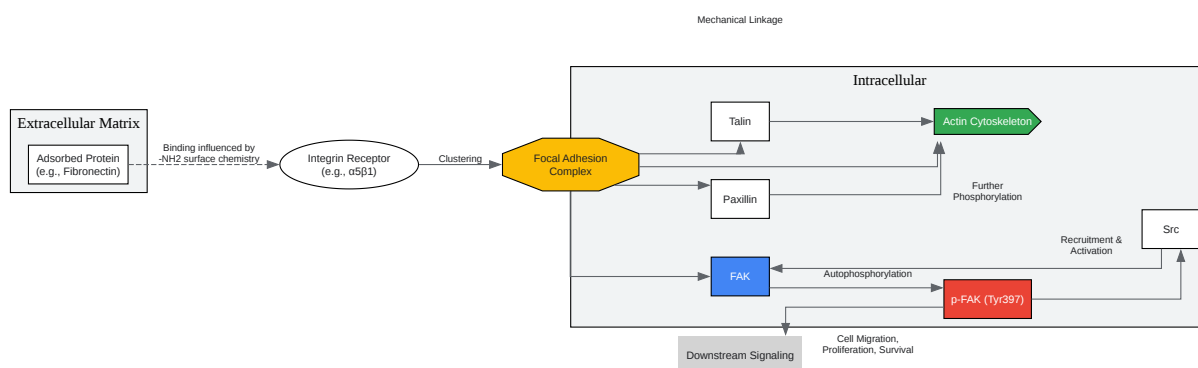 Mechanical Linkage
Intracellular
Extracellular Matrix
Adsorbed Protein
(e.g., Fibronectin)
Binding influenced by
-NH2 surface chemistry
Integrin Receptor
(e.g., α5β1)
Clustering
Focal Adhesion
Complex
Talin
Actin Cytoskeleton
Paxillin
Further
Phosphorylation
Src
Recruitment &
Activation
FAK
Autophosphorylation
p-FAK (Tyr397)
Cell Migration,
Proliferation, Survival
Downstream Signaling